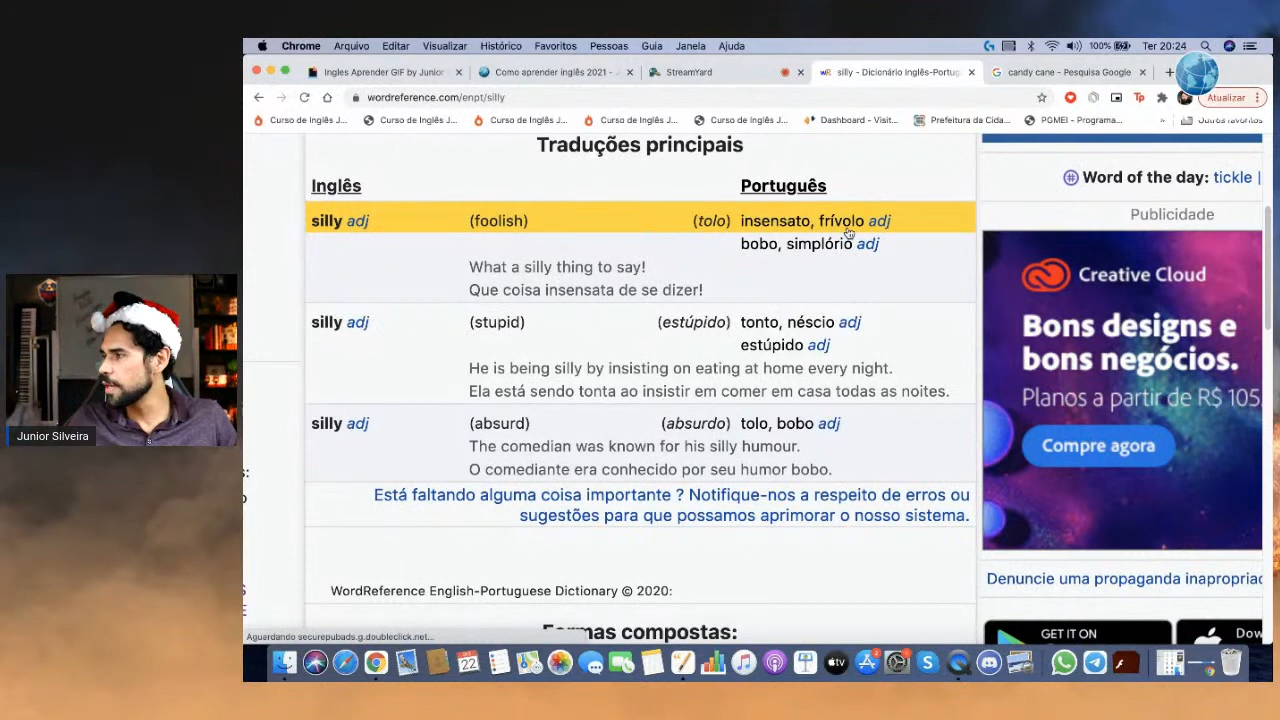 Chrome Arquivo Editar Visualizar Histórico Favoritos Pessoas Guia Janela Ajuda 100% Ter 20:24
Ingles Aprender GIF by Junior Como aprender inglês 2021 - StreamYard silly - Dicionário Inglês-Portug candy cane - Pesquisa Google
wordreference.com/enpt/silly Atualizar
Curso de Inglês J... Curso de Inglês J... Curso de Inglês J... Curso de Inglês J... Curso de Inglês J... Dashboard - Visit... Prefeitura da Cida... PGMEI - Programa... » Outros favoritos
Traduções principais
Inglês Português
silly adj (foolish) (tolo) insensato, frívolo adj
bobo, simplório adj
What a silly thing to say!
Que coisa insensata de se dizer!
silly adj (stupid) (estúpido) tonto, néscio adj
estúpido adj
He is being silly by insisting on eating at home every night.
Ela está sendo tonta ao insistir em comer em casa todas as noites.
silly adj (absurd) (absurdo) tolo, bobo adj
The comedian was known for his silly humour.
O comediante era conhecido por seu humor bobo.
Está faltando alguma coisa importante ? Notifique-nos a respeito de erros ou
sugestões para que possamos aprimorar o nosso sistema.
WordReference English-Portuguese Dictionary © 2020:
Formas compostas:
Aguardando securepubads.g.doubleclick.net...
Word of the day: tickle |
Publicidade
Creative Cloud
Bons designs e
bons negócios.
Planos a partir de R$ 105
Compre agora
Denuncie uma propaganda inapropriad
GET IT ON Dow
Junior Silveira
22
tv